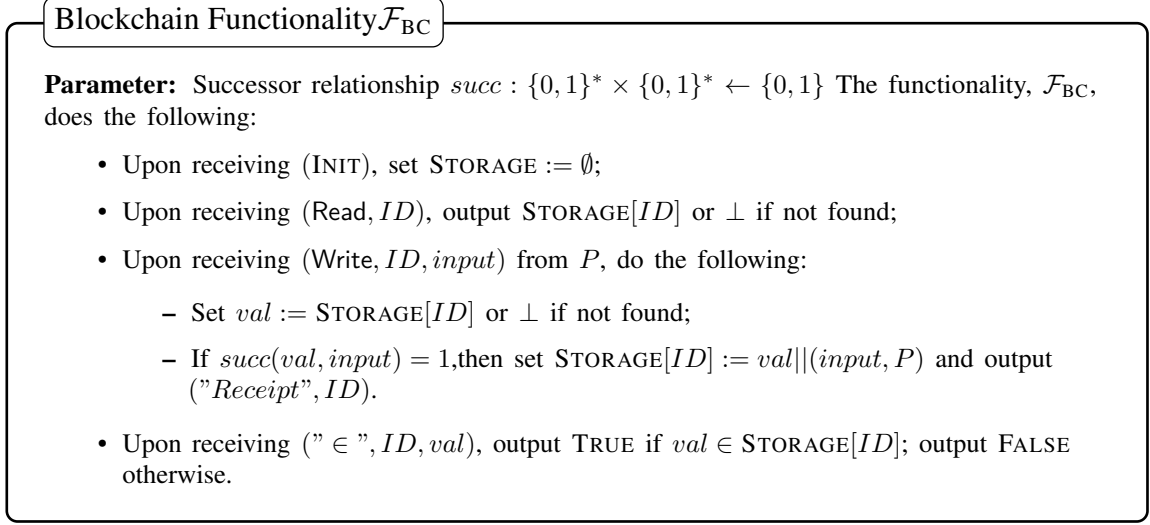 Blockchain Functionality 𝓕_BC
Parameter: Successor relationship succ : {0, 1}* × {0, 1}* ← {0, 1} The functionality, 𝓕_BC,
does the following:
• Upon receiving (INIT), set STORAGE := ∅;
• Upon receiving (Read, ID), output STORAGE[ID] or ⊥ if not found;
• Upon receiving (Write, ID, input) from P, do the following:
– Set val := STORAGE[ID] or ⊥ if not found;
– If succ(val, input) = 1,then set STORAGE[ID] := val||(input, P) and output
("Receipt", ID).
• Upon receiving (" ∈ ", ID, val), output TRUE if val ∈ STORAGE[ID]; output FALSE
otherwise.